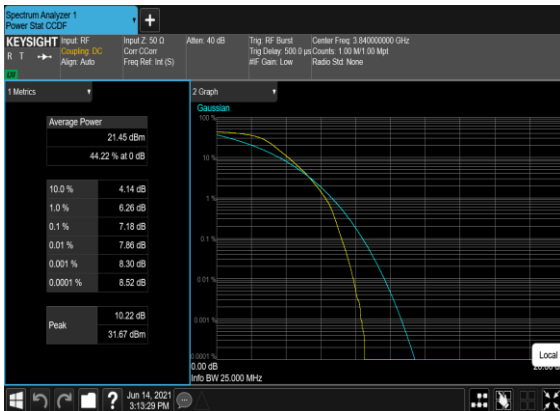 Spectrum Analyzer 1
Power Stat CCDF
+
KEYSIGHT
R T
LXI
Input: RF
Coupling: DC
Align: Auto
Input Z: 50 Ω
Corr CCorr
Freq Ref: Int (S)
Atten: 40 dB
Trig: RF Burst
Trig Delay: 500.0 µs
#IF Gain: Low
Center Freq: 3.840000000 GHz
Counts: 1.00 M/1.00 Mpt
Radio Std: None
1 Metrics
Average Power
21.45 dBm
44.22 % at 0 dB
10.0 % 4.14 dB
1.0 % 6.26 dB
0.1 % 7.18 dB
0.01 % 7.86 dB
0.001 % 8.30 dB
0.0001 % 8.52 dB
Peak
10.22 dB
31.67 dBm
2 Graph
Gaussian
100 %
10 %
1 %
0.1 %
0.01 %
0.001 %
0.0001 %
0.00 dB
Info BW 25.000 MHz
Local
?
Jun 14, 2021
3:13:29 PM